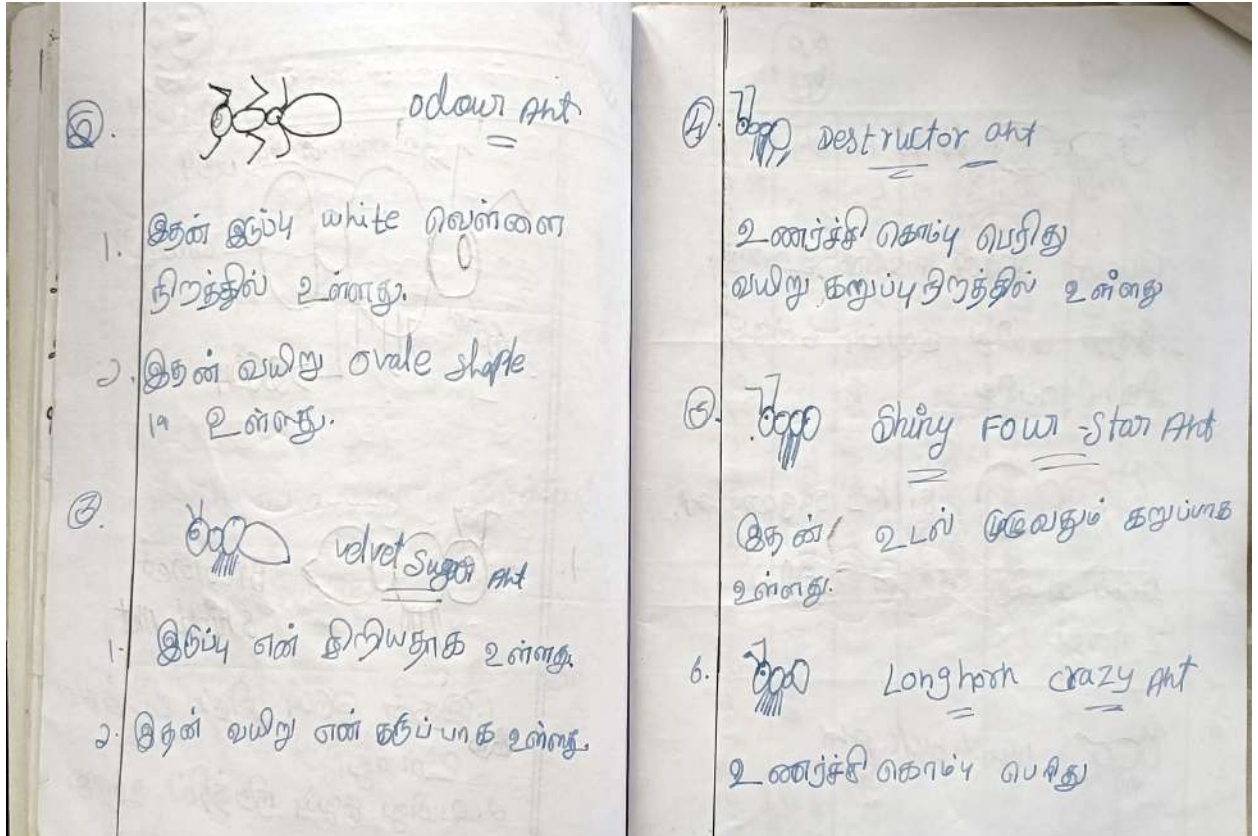 2. odour Ant
1. இதன் இடுப்பு white வெள்ளை
நிறத்தில் உள்ளது.
2. இதன் வயிறு ovale shape
la உள்ளது.
3. velvet Sugar Ant
1. இடுப்பு என் சிறியதாக உள்ளது.
2. இதன் வயிறு என் கருப்பாக உள்ளது.
4. Destructor ant
உணர்ச்சி கொம்பு பெரிது
வயிறு கறுப்பு நிறத்தில் உள்ளது
5. Shiny Four-Star Ant
இதன் உடல் முழுவதும் கறுப்பாக
உள்ளது.
6. Longhorn crazy Ant
உணர்ச்சி கொம்பு பெரிது